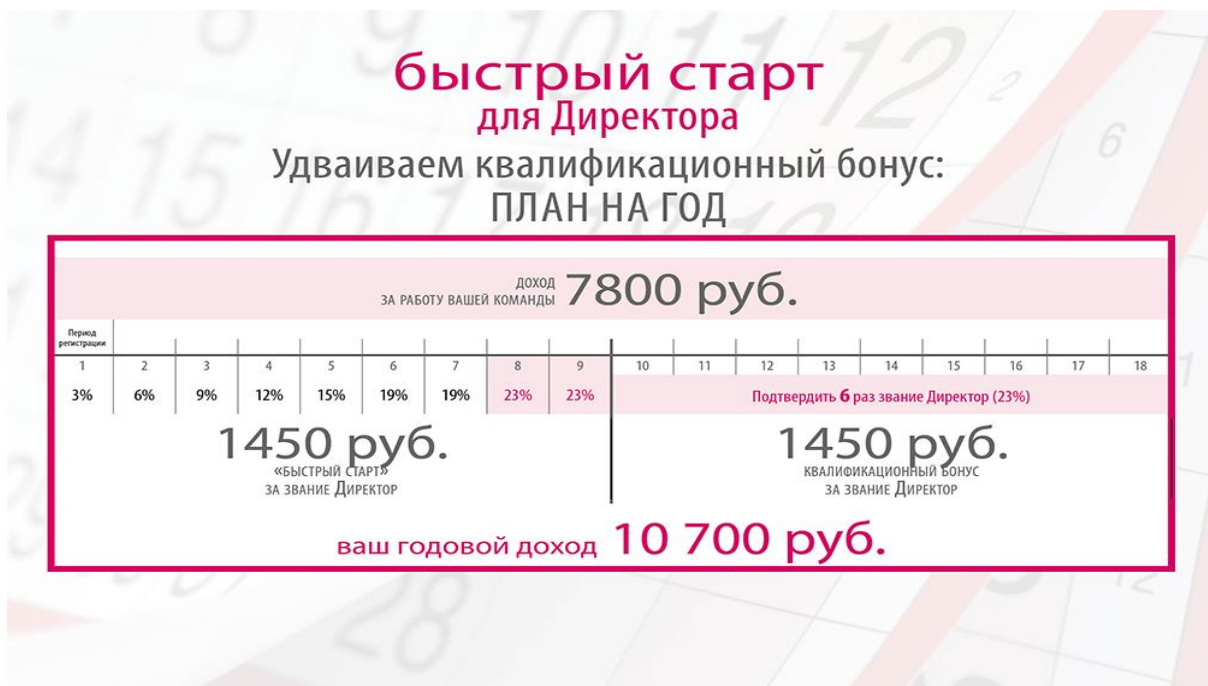 быстрый старт
для Директора
Удваиваем квалификационный бонус:
ПЛАН НА ГОД
ДОХОД
ЗА РАБОТУ ВАШЕЙ КОМАНДЫ 7800 руб.
Период
регистрации
1 2 3 4 5 6 7 8 9 10 11 12 13 14 15 16 17 18
3% 6% 9% 12% 15% 19% 19% 23% 23% Подтвердить 6 раз звание Директор (23%)
1450 руб. 1450 руб.
«БЫСТРЫЙ СТАРТ» КВАЛИФИКАЦИОННЫЙ БОНУС
ЗА ЗВАНИЕ ДИРЕКТОР ЗА ЗВАНИЕ ДИРЕКТОР
ваш годовой доход 10 700 руб.